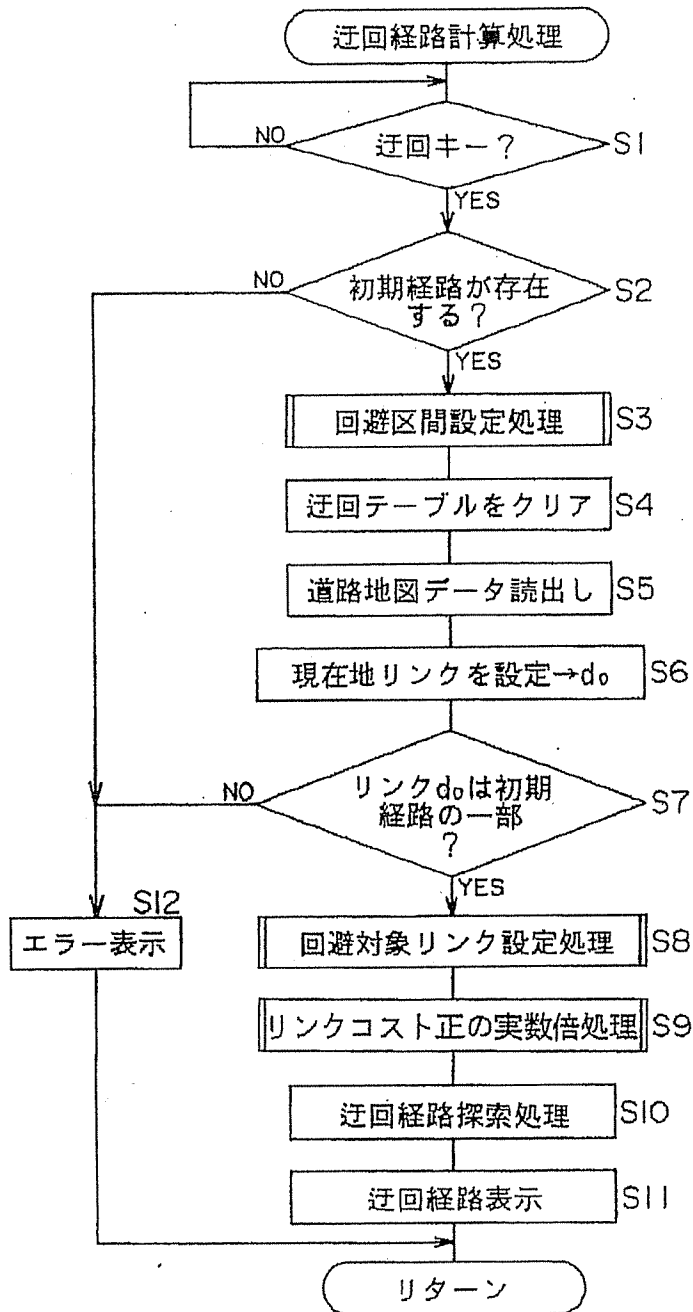 迂回経路計算処理
NO
迂回キー?
S1
YES
NO
初期経路が存在
する?
S2
YES
回避区間設定処理
S3
迂回テーブルをクリア
S4
道路地図データ読出し
S5
現在地リンクを設定→d₀
S6
NO
リンクd₀は初期
経路の一部
?
S7
YES
S12
エラー表示
回避対象リンク設定処理
S8
リンクコスト正の実数倍処理
S9
迂回経路探索処理
S10
迂回経路表示
S11
リターン